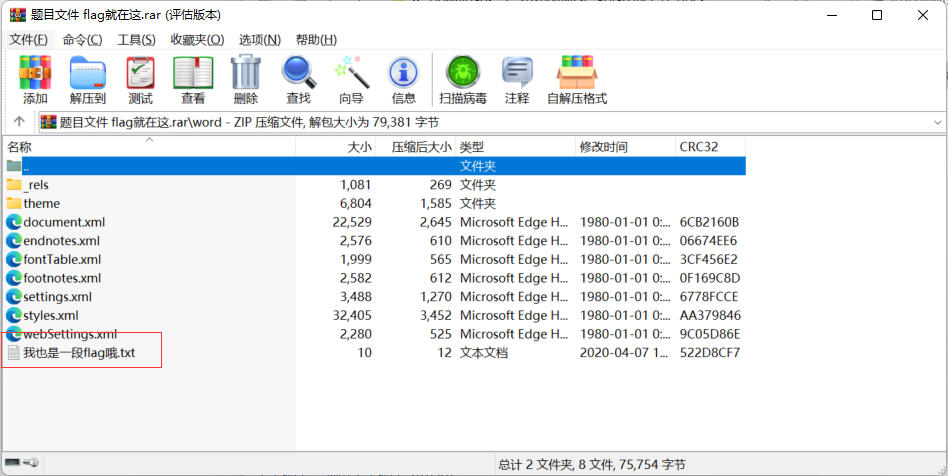 题目文件 flag就在这.rar (评估版本)
文件(F) 命令(C) 工具(S) 收藏夹(O) 选项(N) 帮助(H)
添加 解压到 测试 查看 删除 查找 向导 信息 扫描病毒 注释 自解压格式
题目文件 flag就在这.rar\word - ZIP 压缩文件, 解包大小为 79,381 字节
名称 大小 压缩后大小 类型 修改时间 CRC32
.. 文件夹
_rels 1,081 269 文件夹
theme 6,804 1,585 文件夹
document.xml 22,529 2,645 Microsoft Edge H... 1980-01-01 0:... 6CB2160B
endnotes.xml 2,576 610 Microsoft Edge H... 1980-01-01 0:... 06674EE6
fontTable.xml 1,999 565 Microsoft Edge H... 1980-01-01 0:... 3CF456E2
footnotes.xml 2,582 612 Microsoft Edge H... 1980-01-01 0:... 0F169C8D
settings.xml 3,488 1,270 Microsoft Edge H... 1980-01-01 0:... 6778FCCE
styles.xml 32,405 3,452 Microsoft Edge H... 1980-01-01 0:... AA379846
webSettings.xml 2,280 525 Microsoft Edge H... 1980-01-01 0:... 9C05D86E
我也是一段flag哦.txt 10 12 文本文档 2020-04-07 1... 522D8CF7
总计 2 文件夹, 8 文件, 75,754 字节